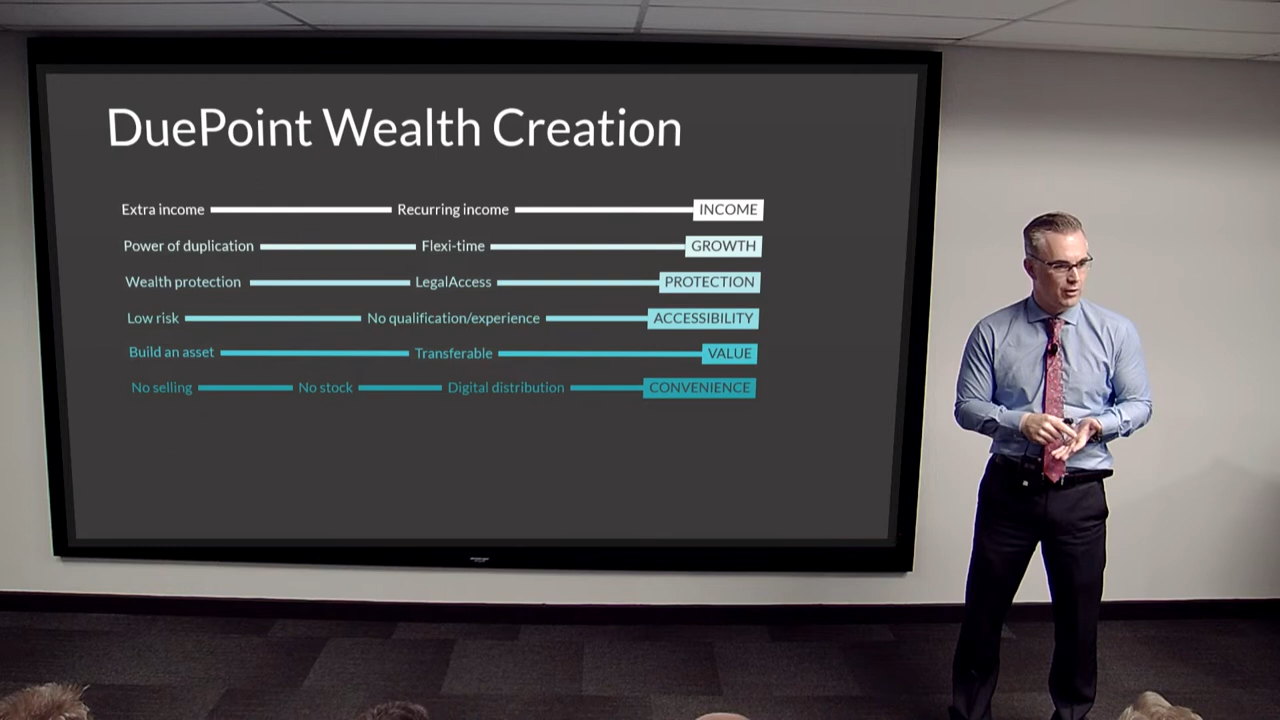 DuePoint Wealth Creation
Extra income Recurring income INCOME
Power of duplication Flexi-time GROWTH
Wealth protection LegalAccess PROTECTION
Low risk No qualification/experience ACCESSIBILITY
Build an asset Transferable VALUE
No selling No stock Digital distribution CONVENIENCE